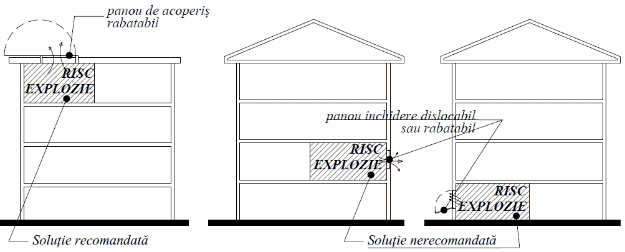 panou de acoperiș
rabatabil
RISC
EXPLOZIE
panou închidere dislocabil
sau rabatabil
RISC
EXPLOZIE
RISC
EXPLOZIE
Soluție recomandată
Soluție nerecomandată